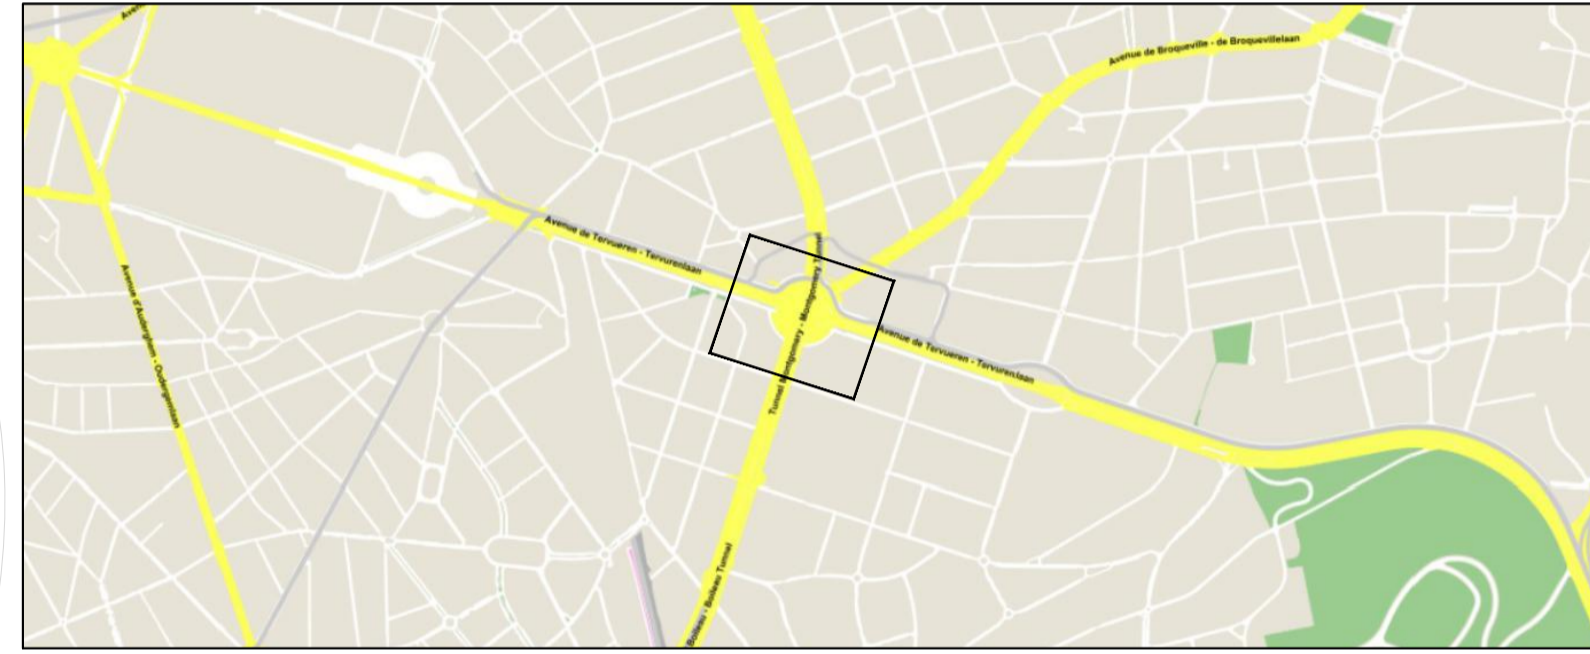 Aven
Avenue de Broqueville - de Broquevillelaan
Avenue de Tervueren - Tervurenlaan
Tunnel Montgomery - Montgomery Tunnel
Avenue de Tervueren - Tervurenlaan
Avenue d'Auderghem - Oudergemlaan
Boileau - Boileau Tunnel